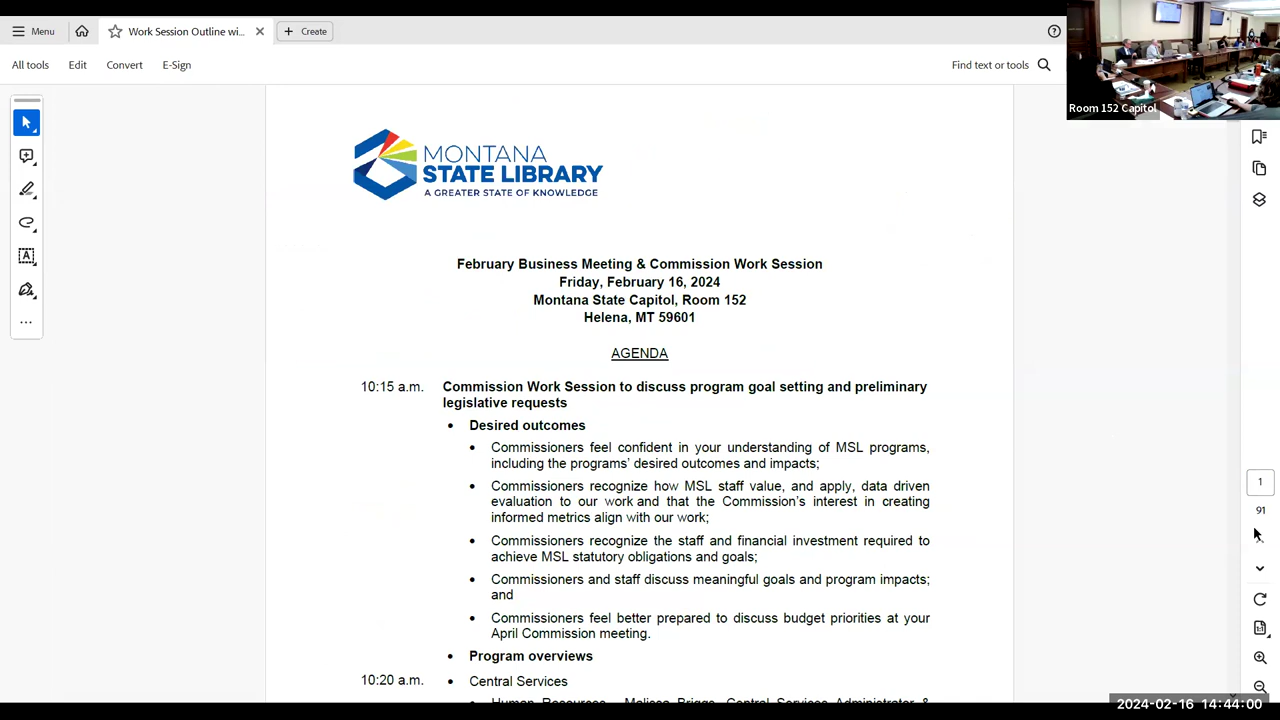 Menu
Work Session Outline wi...
Create
All tools
Edit
Convert
E-Sign
Find text or tools
Room 152 Capitol
MONTANA
STATE LIBRARY
A GREATER STATE OF KNOWLEDGE
February Business Meeting & Commission Work Session
Friday, February 16, 2024
Montana State Capitol, Room 152
Helena, MT 59601
AGENDA
10:15 a.m. Commission Work Session to discuss program goal setting and preliminary
legislative requests
• Desired outcomes
• Commissioners feel confident in your understanding of MSL programs,
including the programs' desired outcomes and impacts;
• Commissioners recognize how MSL staff value, and apply, data driven
evaluation to our work and that the Commission's interest in creating
informed metrics align with our work;
• Commissioners recognize the staff and financial investment required to
achieve MSL statutory obligations and goals;
• Commissioners and staff discuss meaningful goals and program impacts;
and
• Commissioners feel better prepared to discuss budget priorities at your
April Commission meeting.
• Program overviews
10:20 a.m. • Central Services
• Human Resources – Malissa Briggs, Central Services Administrator &
1
91
2024-02-16 14:44:00